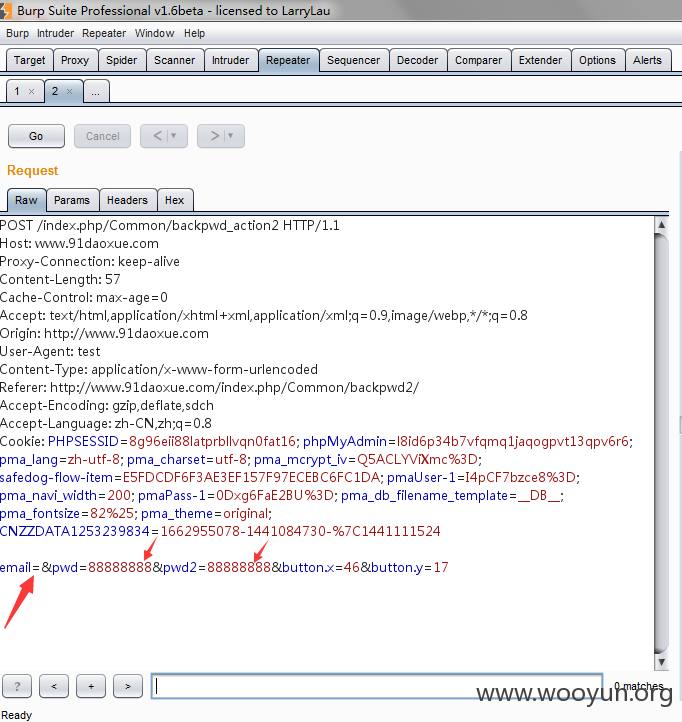 Burp Suite Professional v1.6beta - licensed to LarryLau
Burp Intruder Repeater Window Help
Target Proxy Spider Scanner Intruder Repeater Sequencer Decoder Comparer Extender Options Alerts
1 × 2 × ...
Go Cancel < | ▼ > | ▼
Request
Raw Params Headers Hex
POST /index.php/Common/backpwd_action2 HTTP/1.1
Host: www.91daoxue.com
Proxy-Connection: keep-alive
Content-Length: 57
Cache-Control: max-age=0
Accept: text/html,application/xhtml+xml,application/xml;q=0.9,image/webp,*/*;q=0.8
Origin: http://www.91daoxue.com
User-Agent: test
Content-Type: application/x-www-form-urlencoded
Referer: http://www.91daoxue.com/index.php/Common/backpwd2/
Accept-Encoding: gzip,deflate,sdch
Accept-Language: zh-CN,zh;q=0.8
Cookie: PHPSESSID=8g96eii88latprbllvqn0fat16; phpMyAdmin=l8id6p34b7vfqmq1jaqogpvt13qpv6r6;
pma_lang=zh-utf-8; pma_charset=utf-8; pma_mcrypt_iv=Q5ACLYViXmc%3D;
safedog-flow-item=E5FDCDF6F3AE3EF157F97ECEBC6FC1DA; pmaUser-1=I4pCF7bzce8%3D;
pma_navi_width=200; pmaPass-1=0Dxg6FaE2BU%3D; pma_db_filename_template=__DB__;
pma_fontsize=82%25; pma_theme=original;
CNZZDATA1253239834=1662955078-1441084730-%7C1441111524
email=&pwd=88888888&pwd2=88888888&button.x=46&button.y=17
? < + > 0 matches
www.wooyun.org
Ready